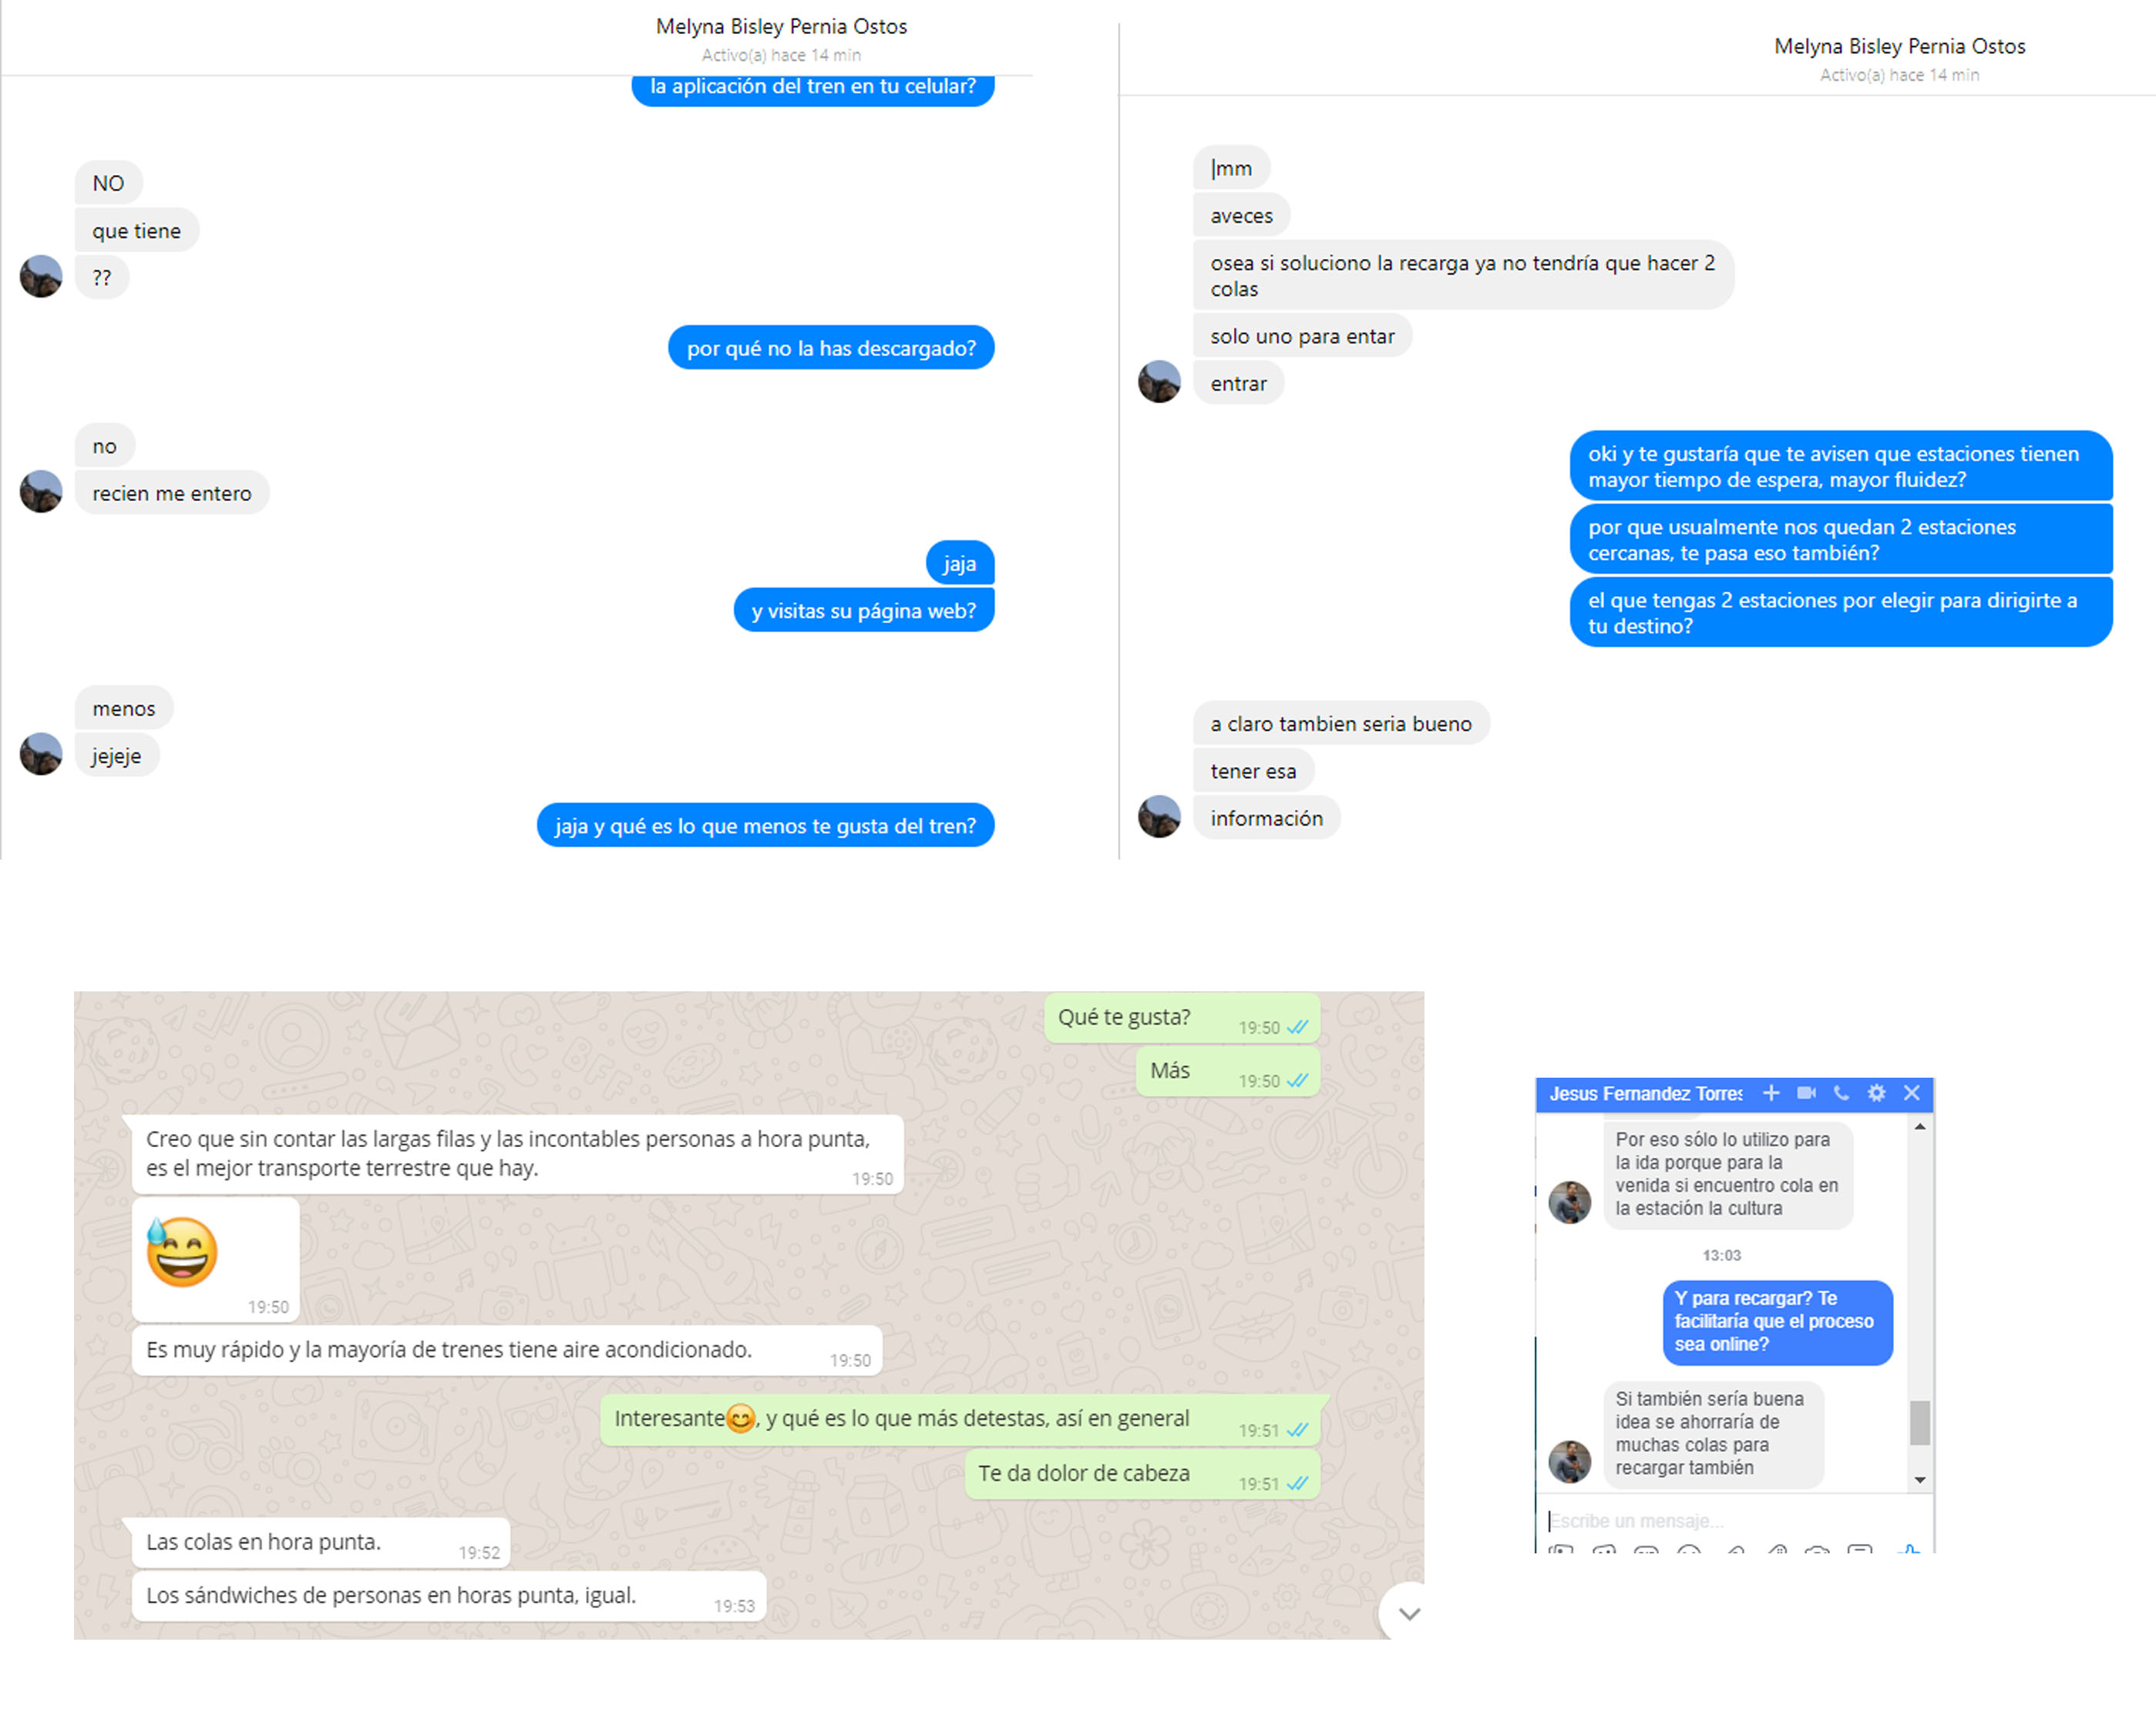 Melyna Bisley Pernia Ostos
Activo(a) hace 14 min
la aplicación del tren en tu celular?
NO
que tiene
??
por qué no la has descargado?
no
recien me entero
jaja
y visitas su página web?
menos
jejeje
jaja y qué es lo que menos te gusta del tren?
Melyna Bisley Pernia Ostos
Activo(a) hace 14 min
mm
aveces
osea si soluciono la recarga ya no tendría que hacer 2
colas
solo uno para entar
entrar
oki y te gustaría que te avisen que estaciones tienen
mayor tiempo de espera, mayor fluidez?
por que usualmente nos quedan 2 estaciones
cercanas, te pasa eso también?
el que tengas 2 estaciones por elegir para dirigirte a
tu destino?
a claro tambien seria bueno
tener esa
información
Qué te gusta?
19:50
Más
19:50
Creo que sin contar las largas filas y las incontables personas a hora punta,
es el mejor transporte terrestre que hay.
19:50
19:50
Es muy rápido y la mayoría de trenes tiene aire acondicionado.
19:50
Interesante😊, y qué es lo que más detestas, así en general
19:51
Te da dolor de cabeza
19:51
Las colas en hora punta.
19:52
Los sándwiches de personas en horas punta, igual.
19:53
Jesus Fernandez Torres
Por eso sólo lo utilizo para
la ida porque para la
venida si encuentro cola en
la estación la cultura
13:03
Y para recargar? Te
facilitaría que el proceso
sea online?
Si también sería buena
idea se ahorraría de
muchas colas para
recargar también
Escribe un mensaje...